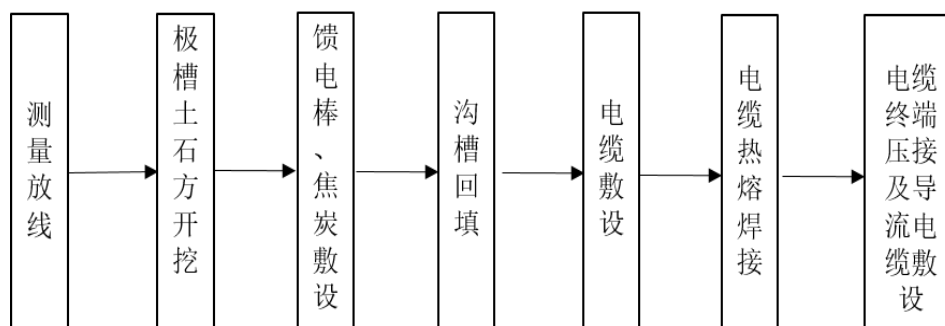 测量放线
极槽土石方开挖
馈电棒、焦炭敷设
沟槽回填
电缆敷设
电缆热熔焊接
电缆
终端
压接
及导
流电
缆敷
设